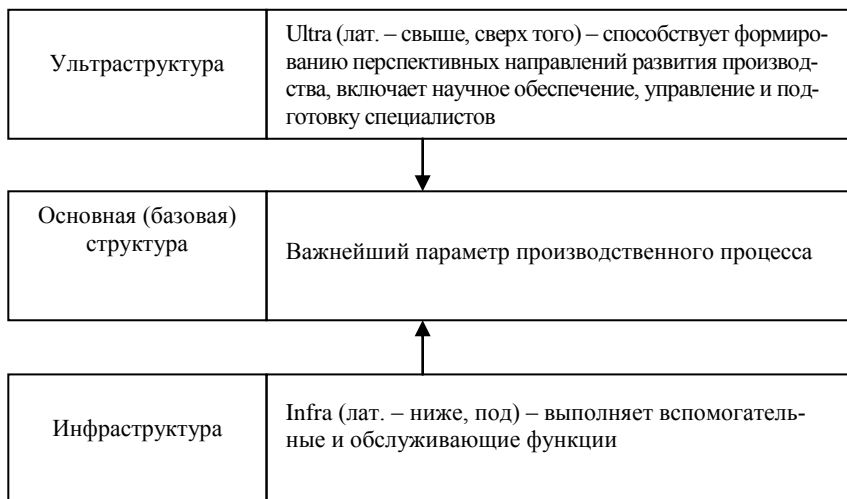 Ультраструктура
Ultra (лат. – свыше, сверх того) – способствует формиро-
ванию перспективных направлений развития производ-
ства, включает научное обеспечение, управление и под-
готовку специалистов
Основная (базовая)
структура
Важнейший параметр производственного процесса
Инфраструктура
Infra (лат. – ниже, под) – выполняет вспомогатель-
ные и обслуживающие функции